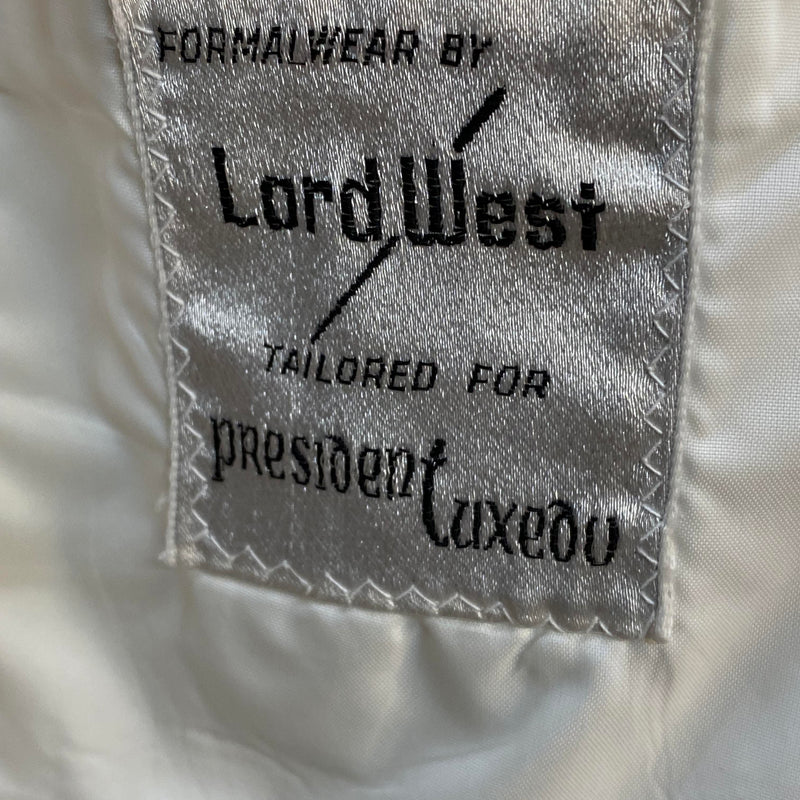 FORMALWEAR BY
Lord West
TAILORED FOR
president tuxedo